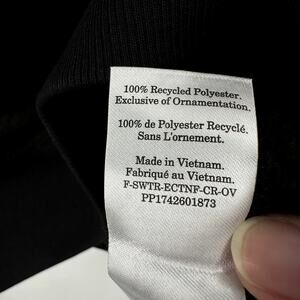 100% Recycled Polyester.
Exclusive of Ornamentation.
100% de Polyester Recyclé.
Sans L'ornement.
Made in Vietnam.
Fabriqué au Vietnam.
F-SWTR-ECTNF-CR-OV
PP1742601873